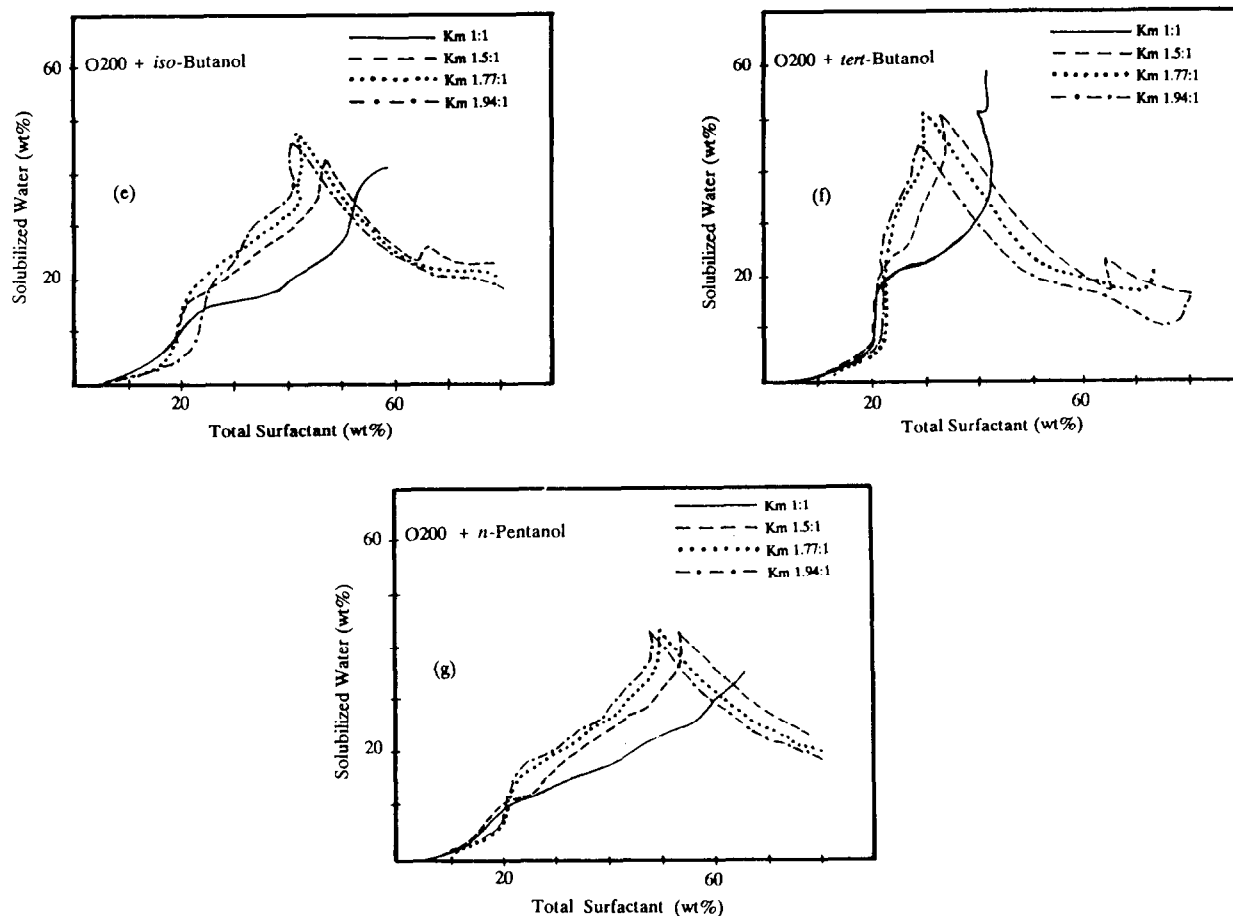 O200 + iso-Butanol
Km 1:1
Km 1.5:1
Km 1.77:1
Km 1.94:1
60
20
(e)
Solubilized Water (wt%)
20
60
Total Surfactant (wt%)
O200 + tert-Butanol
Km 1:1
Km 1.5:1
Km 1.77:1
Km 1.94:1
60
20
(f)
Solubilized Water (wt%)
20
60
Total Surfactant (wt%)
O200 + n-Pentanol
Km 1:1
Km 1.5:1
Km 1.77:1
Km 1.94:1
60
20
(g)
Solubilized Water (wt%)
20
60
Total Surfactant (wt%)